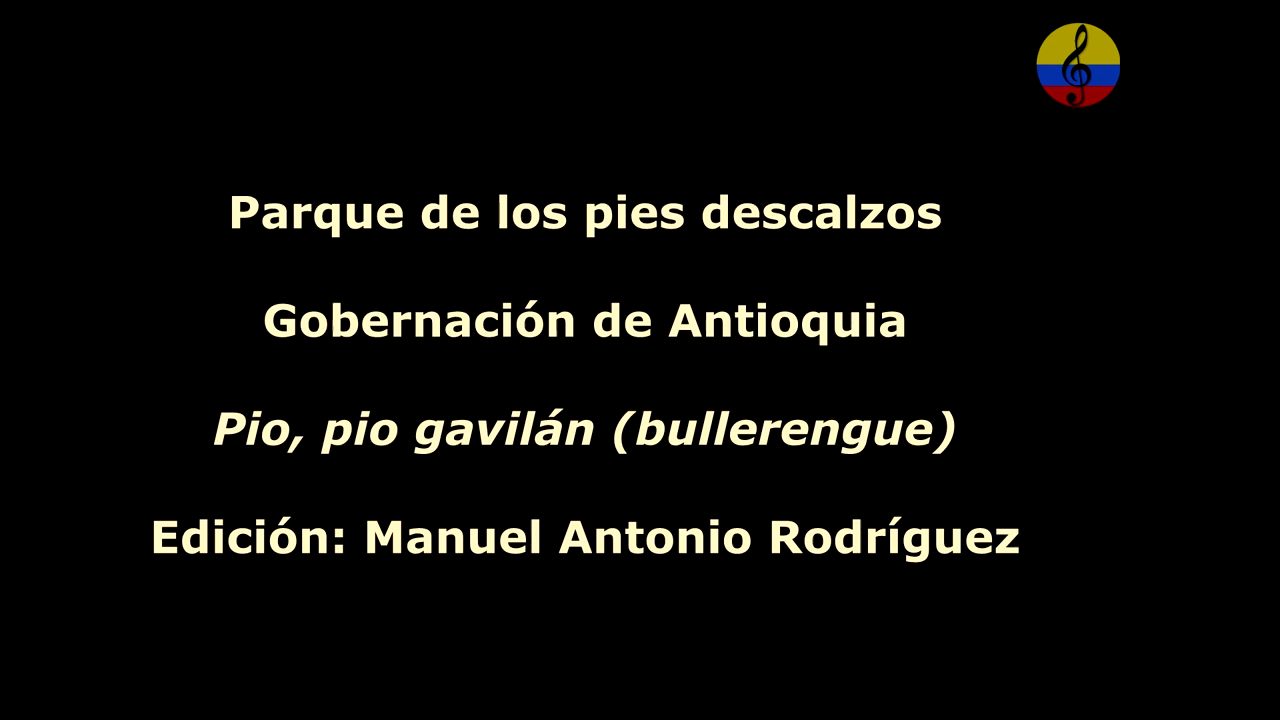 Parque de los pies descalzos
Gobernación de Antioquia
Pio, pio gavilán (bullerengue)
Edición: Manuel Antonio Rodríguez